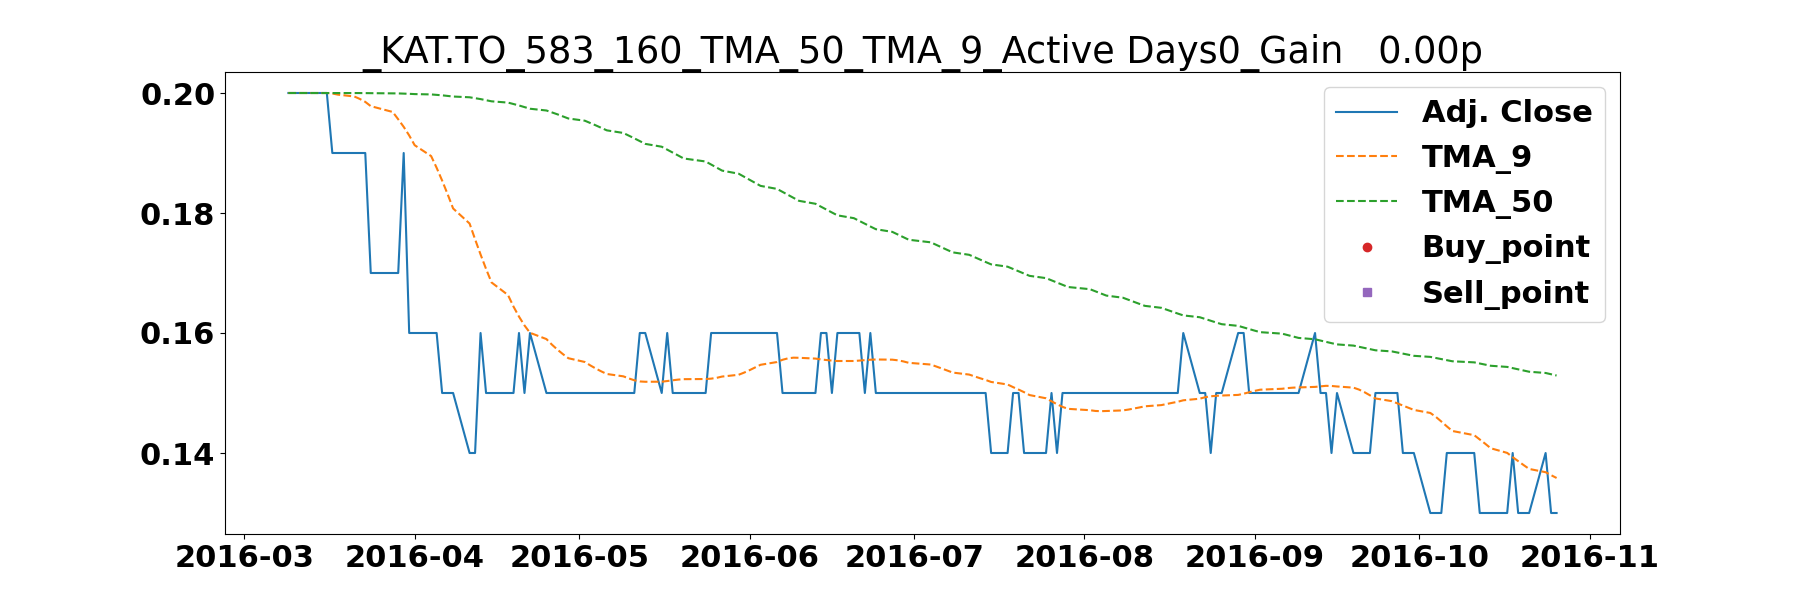 _KAT.TO_583_160_TMA_50_TMA_9_Active Days0_Gain   0.00p
0.20
0.18
0.16
0.14
Adj. Close
TMA_9
TMA_50
Buy_point
Sell_point
2016-03 2016-04 2016-05 2016-06 2016-07 2016-08 2016-09 2016-10 2016-11